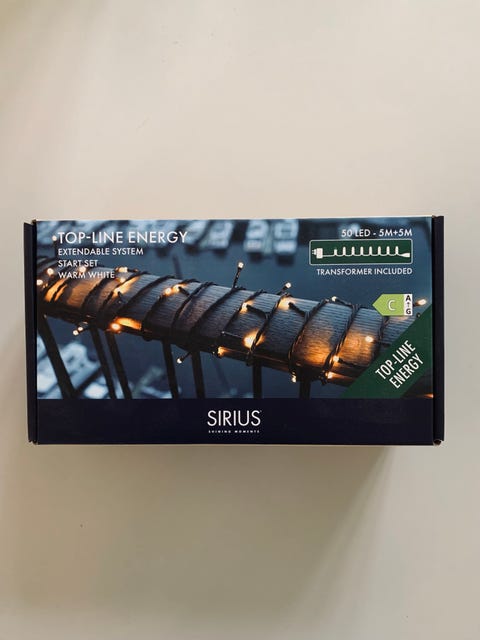 TOP-LINE ENERGY
EXTENDABLE SYSTEM
START SET
WARM WHITE
50 LED - 5M+5M
TRANSFORMER INCLUDED
C
A
G
TOP-LINE
ENERGY
SIRIUS
SHINING MOMENTS